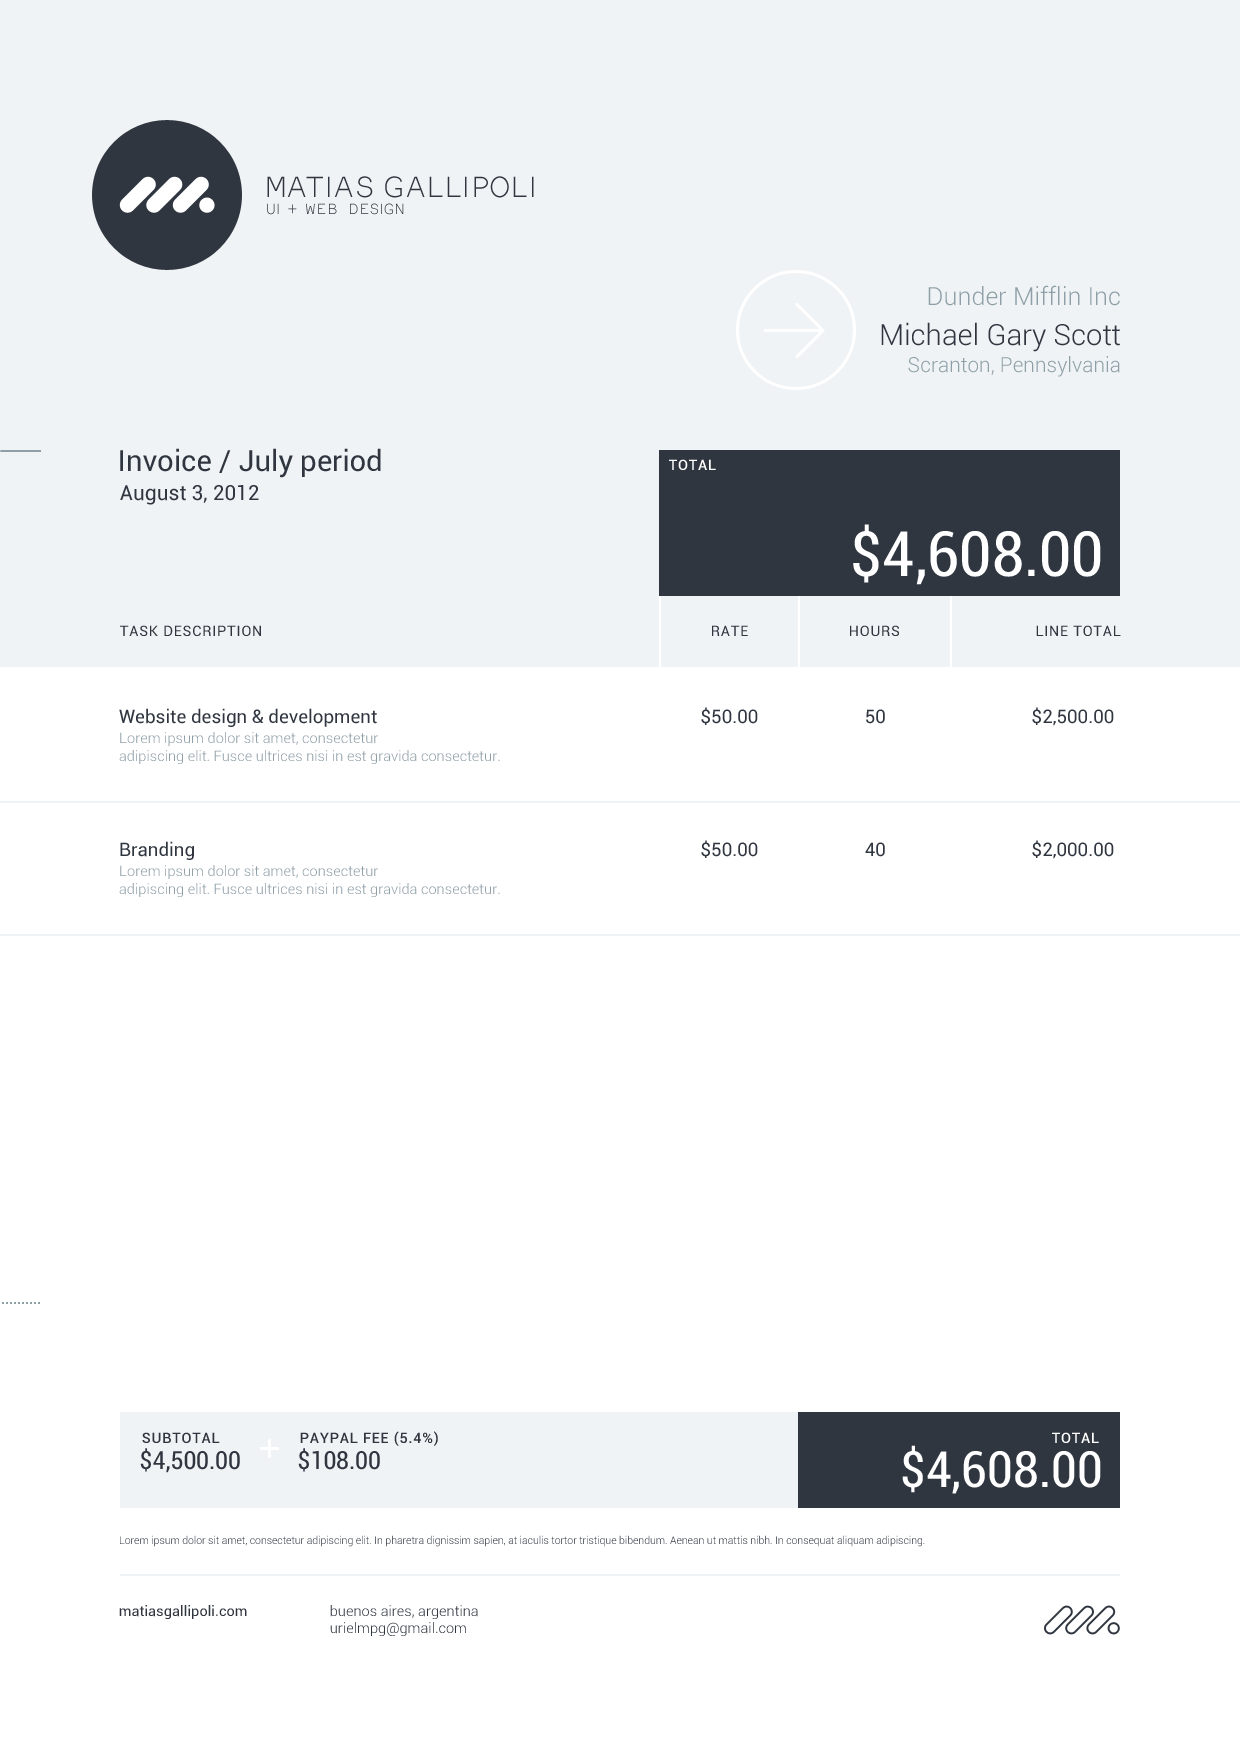 MATIAS GALLIPOLI
UI + WEB DESIGN
Dunder Mifflin Inc
Michael Gary Scott
Scranton, Pennsylvania
Invoice / July period
August 3, 2012
TOTAL
$4,608.00
TASK DESCRIPTION RATE HOURS LINE TOTAL
Website design & development $50.00 50 $2,500.00
Lorem ipsum dolor sit amet, consectetur
adipiscing elit. Fusce ultrices nisi in est gravida consectetur.
Branding $50.00 40 $2,000.00
Lorem ipsum dolor sit amet, consectetur
adipiscing elit. Fusce ultrices nisi in est gravida consectetur.
SUBTOTAL + PAYPAL FEE (5.4%) TOTAL
$4,500.00 $108.00 $4,608.00
Lorem ipsum dolor sit amet, consectetur adipiscing elit. In pharetra dignissim sapien, at iaculis tortor tristique bibendum. Aenean ut mattis nibh. In consequat aliquam adipiscing.
matiasgallipoli.com buenos aires, argentina
urielmpg@gmail.com